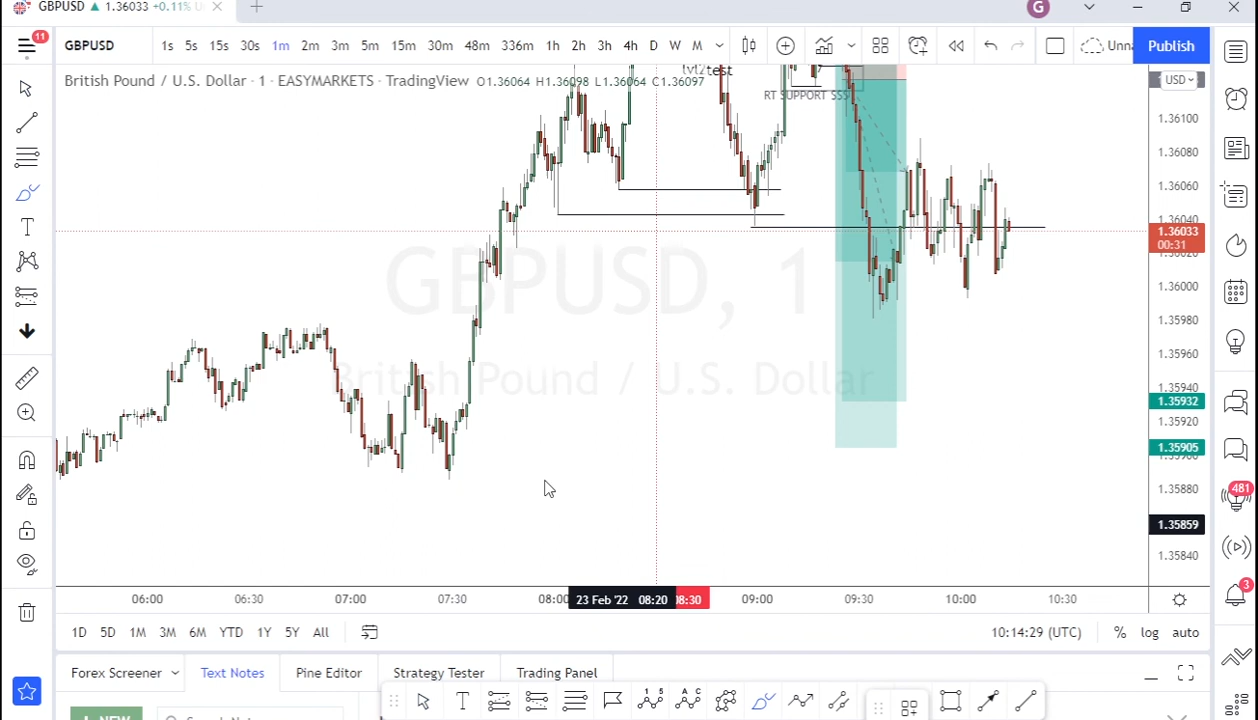 GBPUSD ▲ 1.36033 +0.11%
G
11
GBPUSD 1s 5s 15s 30s 1m 2m 3m 5m 15m 30m 48m 336m 1h 2h 3h 4h D W M Unna Publish
British Pound / U.S. Dollar · 1 · EASYMARKETS · TradingView O1.36064 H1.36098 L1.36064 C1.36097
lvl2test
RT SUPPORT SSS
USD
1.36100
1.36080
1.36060
1.36040
1.36033
00:31
1.36020
1.36000
1.35980
1.35960
1.35940
1.35932
1.35920
1.35905
1.35900
1.35880
1.35859
1.35840
GBPUSD, 1
British Pound / U.S. Dollar
481
3
06:00 06:30 07:00 07:30 08:00 23 Feb '22 08:20 08:30 09:00 09:30 10:00 10:30
1D 5D 1M 3M 6M YTD 1Y 5Y All 10:14:29 (UTC) % log auto
Forex Screener Text Notes Pine Editor Strategy Tester Trading Panel
NEW